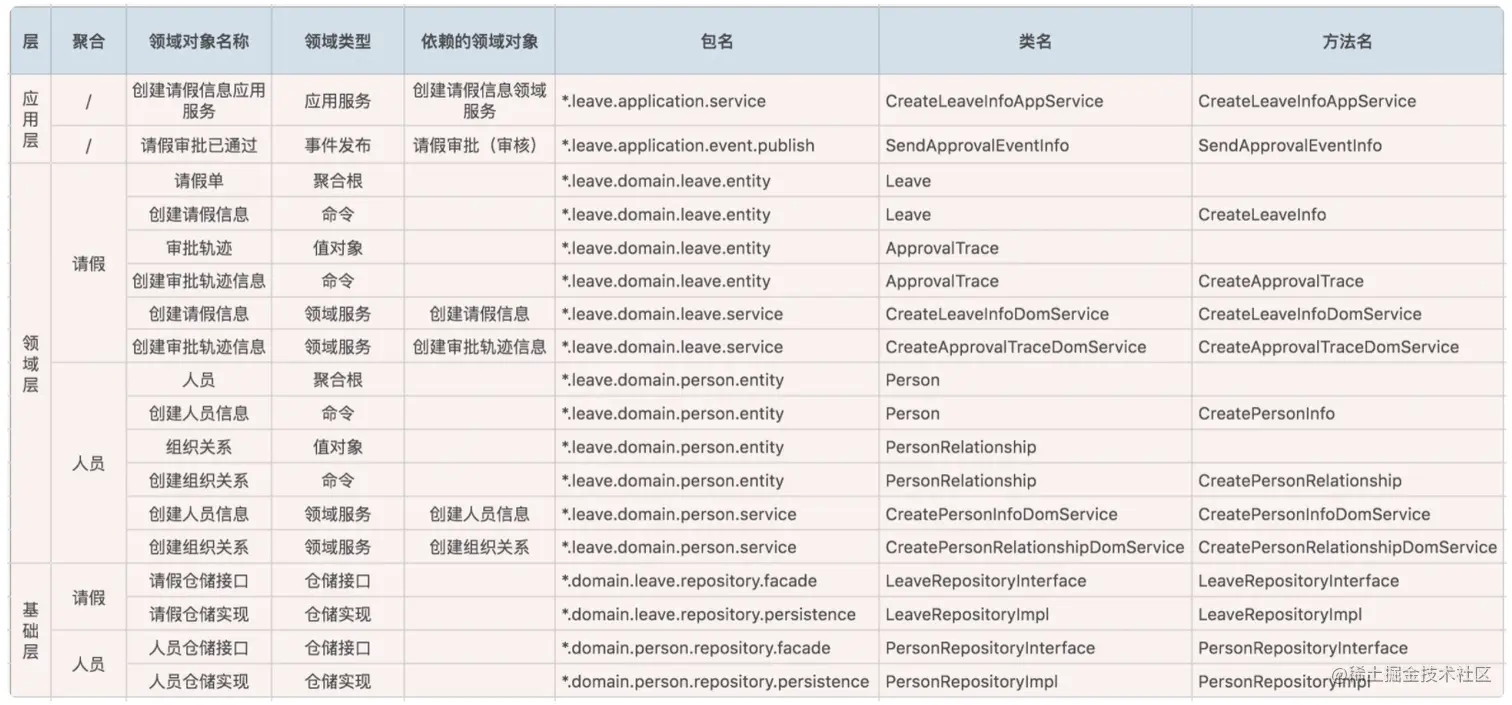 层 聚合 领域对象名称 领域类型 依赖的领域对象 包名 类名 方法名
应用层 / 创建请假信息应用服务 应用服务 创建请假信息领域服务 *.leave.application.service CreateLeaveInfoAppService CreateLeaveInfoAppService
/ 请假审批已通过 事件发布 请假审批（审核） *.leave.application.event.publish SendApprovalEventInfo SendApprovalEventInfo
领域层 请假 请假单 聚合根 *.leave.domain.leave.entity Leave
创建请假信息 命令 *.leave.domain.leave.entity Leave CreateLeaveInfo
审批轨迹 值对象 *.leave.domain.leave.entity ApprovalTrace
创建审批轨迹信息 命令 *.leave.domain.leave.entity ApprovalTrace CreateApprovalTrace
创建请假信息 领域服务 创建请假信息 *.leave.domain.leave.service CreateLeaveInfoDomService CreateLeaveInfoDomService
创建审批轨迹信息 领域服务 创建审批轨迹信息 *.leave.domain.leave.service CreateApprovalTraceDomService CreateApprovalTraceDomService
人员 人员 聚合根 *.leave.domain.person.entity Person
创建人员信息 命令 *.leave.domain.person.entity Person CreatePersonInfo
组织关系 值对象 *.leave.domain.person.entity PersonRelationship
创建组织关系 命令 *.leave.domain.person.entity PersonRelationship CreatePersonRelationship
创建人员信息 领域服务 创建人员信息 *.leave.domain.person.service CreatePersonInfoDomService CreatePersonInfoDomService
创建组织关系 领域服务 创建组织关系 *.leave.domain.person.service CreatePersonRelationshipDomService CreatePersonRelationshipDomService
基础层 请假 请假仓储接口 仓储接口 *.domain.leave.repository.facade LeaveRepositoryInterface LeaveRepositoryInterface
请假仓储实现 仓储实现 *.domain.leave.repository.persistence LeaveRepositoryImpl LeaveRepositoryImpl
人员 人员仓储接口 仓储接口 *.domain.person.repository.facade PersonRepositoryInterface PersonRepositoryInterface
人员仓储实现 仓储实现 *.domain.person.repository.persistence PersonRepositoryImpl PersonRepositoryImpl
@稀土掘金技术社区